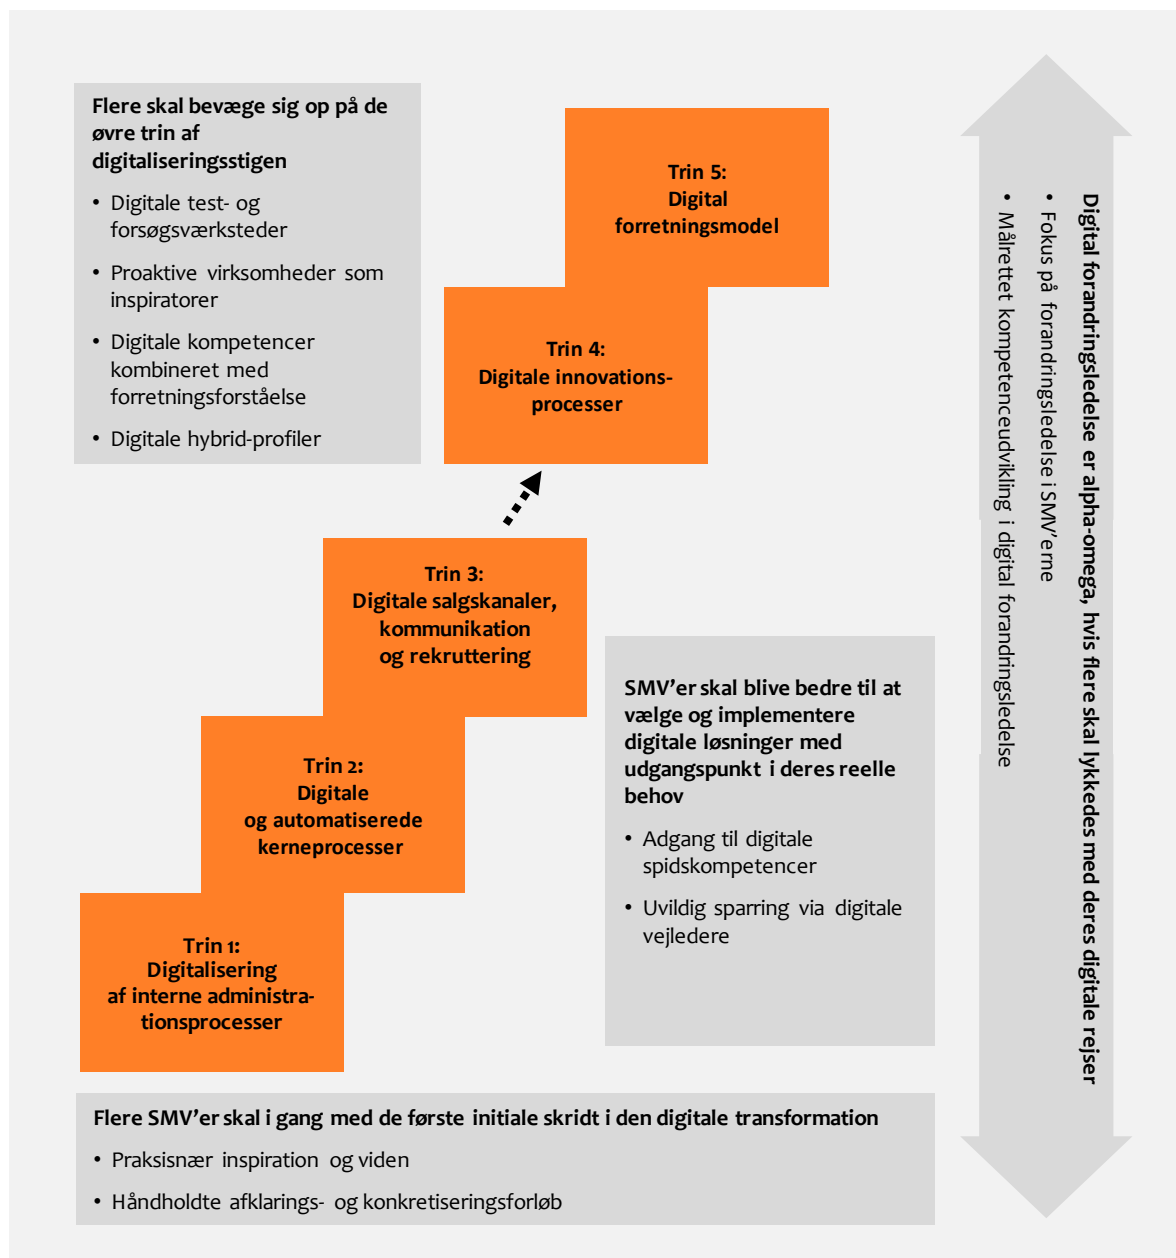 Flere skal bevæge sig op på de
øvre trin af
digitaliseringsstigen
• Digitale test- og
forsøgsværksteder
• Proaktive virksomheder som
inspiratorer
• Digitale kompetencer
kombineret med
forretningsforståelse
• Digitale hybrid-profiler
Trin 5:
Digital
forretningsmodel
Trin 4:
Digitale innovations-
processer
Trin 3:
Digitale salgskanaler,
kommunikation
og rekruttering
Trin 2:
Digitale
og automatiserede
kerneprocesser
Trin 1:
Digitalisering
af interne administra-
tionsprocesser
SMV'er skal blive bedre til at
vælge og implementere
digitale løsninger med
udgangspunkt i deres reelle
behov
• Adgang til digitale
spidskompetencer
• Uvildig sparring via digitale
vejledere
Flere SMV'er skal i gang med de første initiale skridt i den digitale transformation
• Praksisnær inspiration og viden
• Håndholdte afklarings- og konkretiseringsforløb
Digital forandringsledelse er alpha-omega, hvis flere skal lykkedes med deres digitale rejser
• Fokus på forandringsledelse i SMV'erne
• Målrettet kompetenceudvikling i digital forandringsledelse